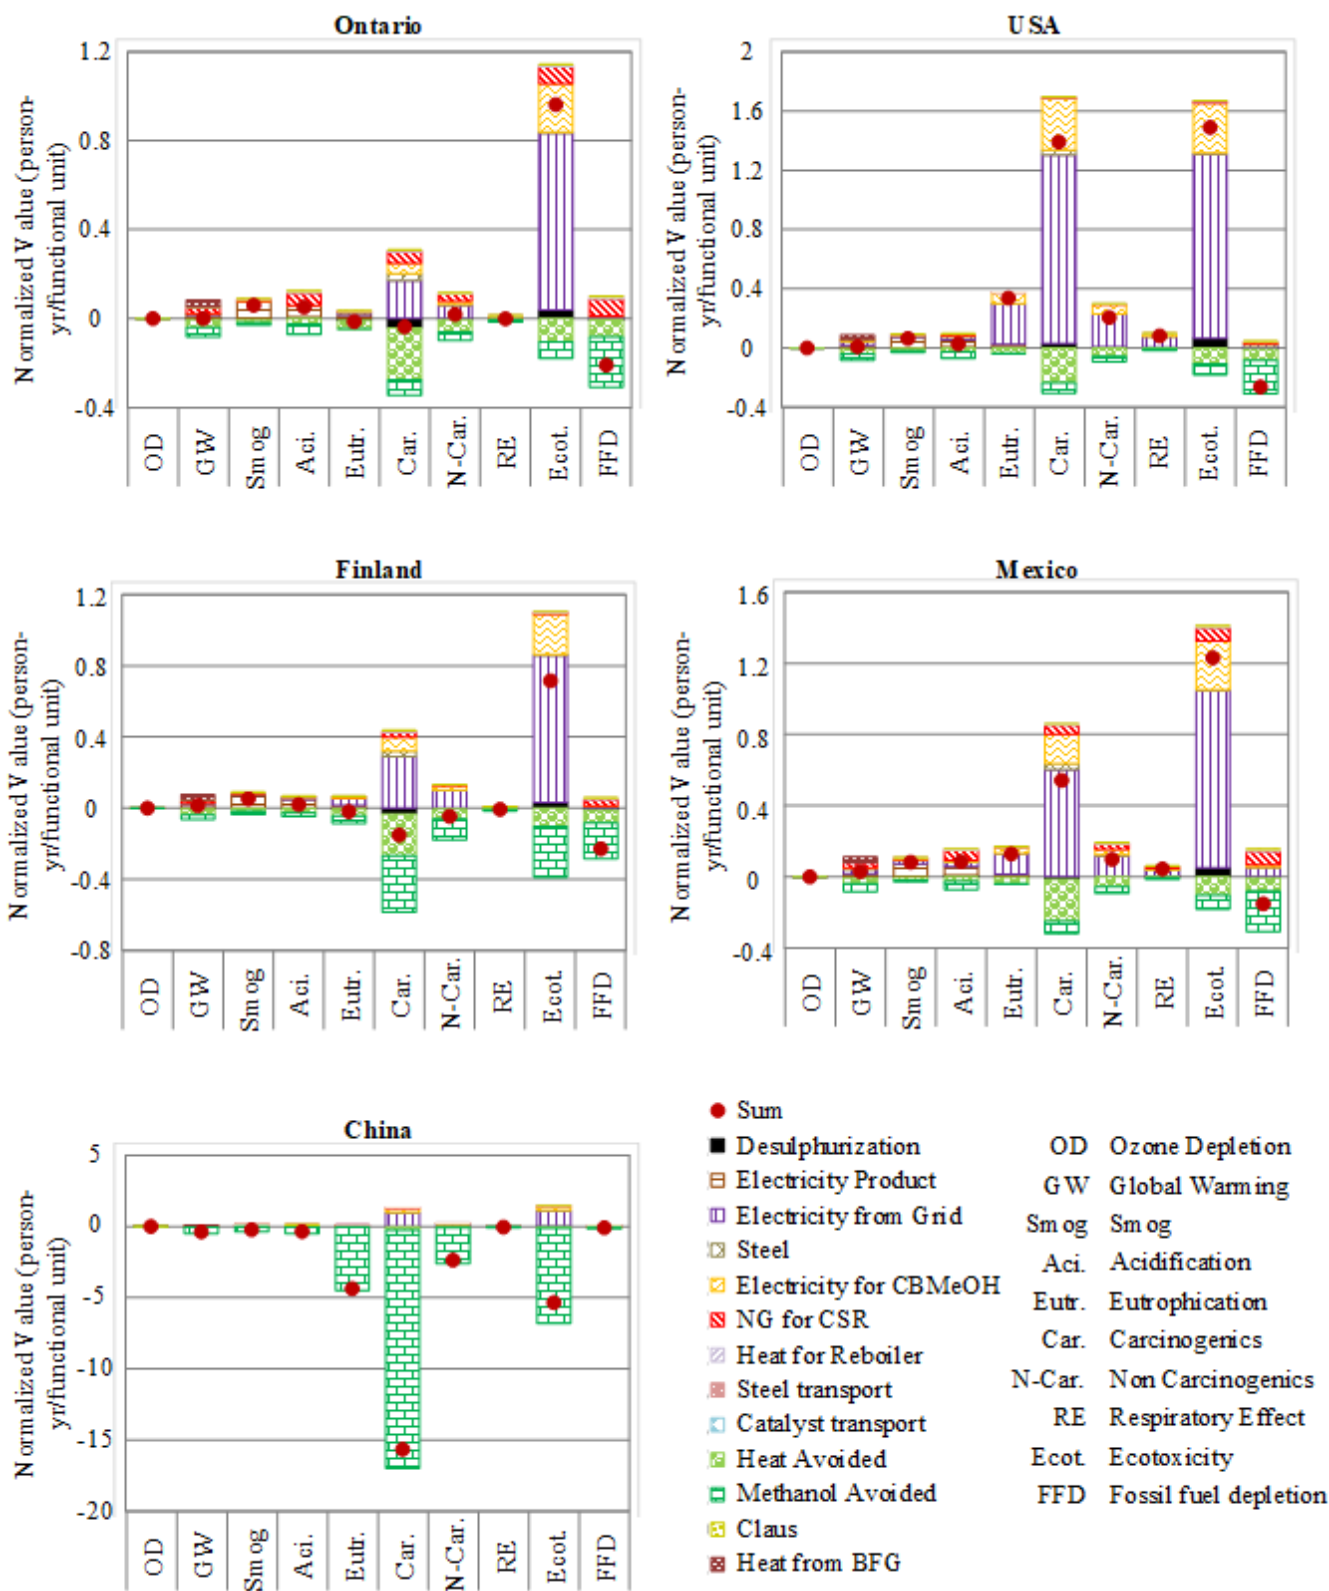 Ontario
Normalized Value (person-
yr/functional unit)
1.2
0.8
0.4
0
-0.4
OD
GW
Smog
Aci.
Eutr.
Car.
N-Car.
RE
Ecot.
FFD
USA
Normalized Value (person-
yr/functional unit)
2
1.6
1.2
0.8
0.4
0
-0.4
OD
GW
Smog
Aci.
Eutr.
Car.
N-Car.
RE
Ecot.
FFD
Finland
Normalized Value (person-
yr/functional unit)
1.2
0.8
0.4
0
-0.4
-0.8
OD
GW
Smog
Aci.
Eutr.
Car.
N-Car.
RE
Ecot.
FFD
Mexico
Normalized Value (person-
yr/functional unit)
1.6
1.2
0.8
0.4
0
-0.4
OD
GW
Smog
Aci.
Eutr.
Car.
N-Car.
RE
Ecot.
FFD
China
Normalized Value (person-
yr/functional unit)
5
0
-5
-10
-15
-20
OD
GW
Smog
Aci.
Eutr.
Car.
N-Car.
RE
Ecot.
FFD
Sum
Desulphurization
Electricity Product
Electricity from Grid
Steel
Electricity for CBMeOH
NG for CSR
Heat for Reboiler
Steel transport
Catalyst transport
Heat Avoided
Methanol Avoided
Claus
Heat from BFG
OD Ozone Depletion
GW Global Warming
Smog Smog
Aci. Acidification
Eutr. Eutrophication
Car. Carcinogenics
N-Car. Non Carcinogenics
RE Respiratory Effect
Ecot. Ecotoxicity
FFD Fossil fuel depletion